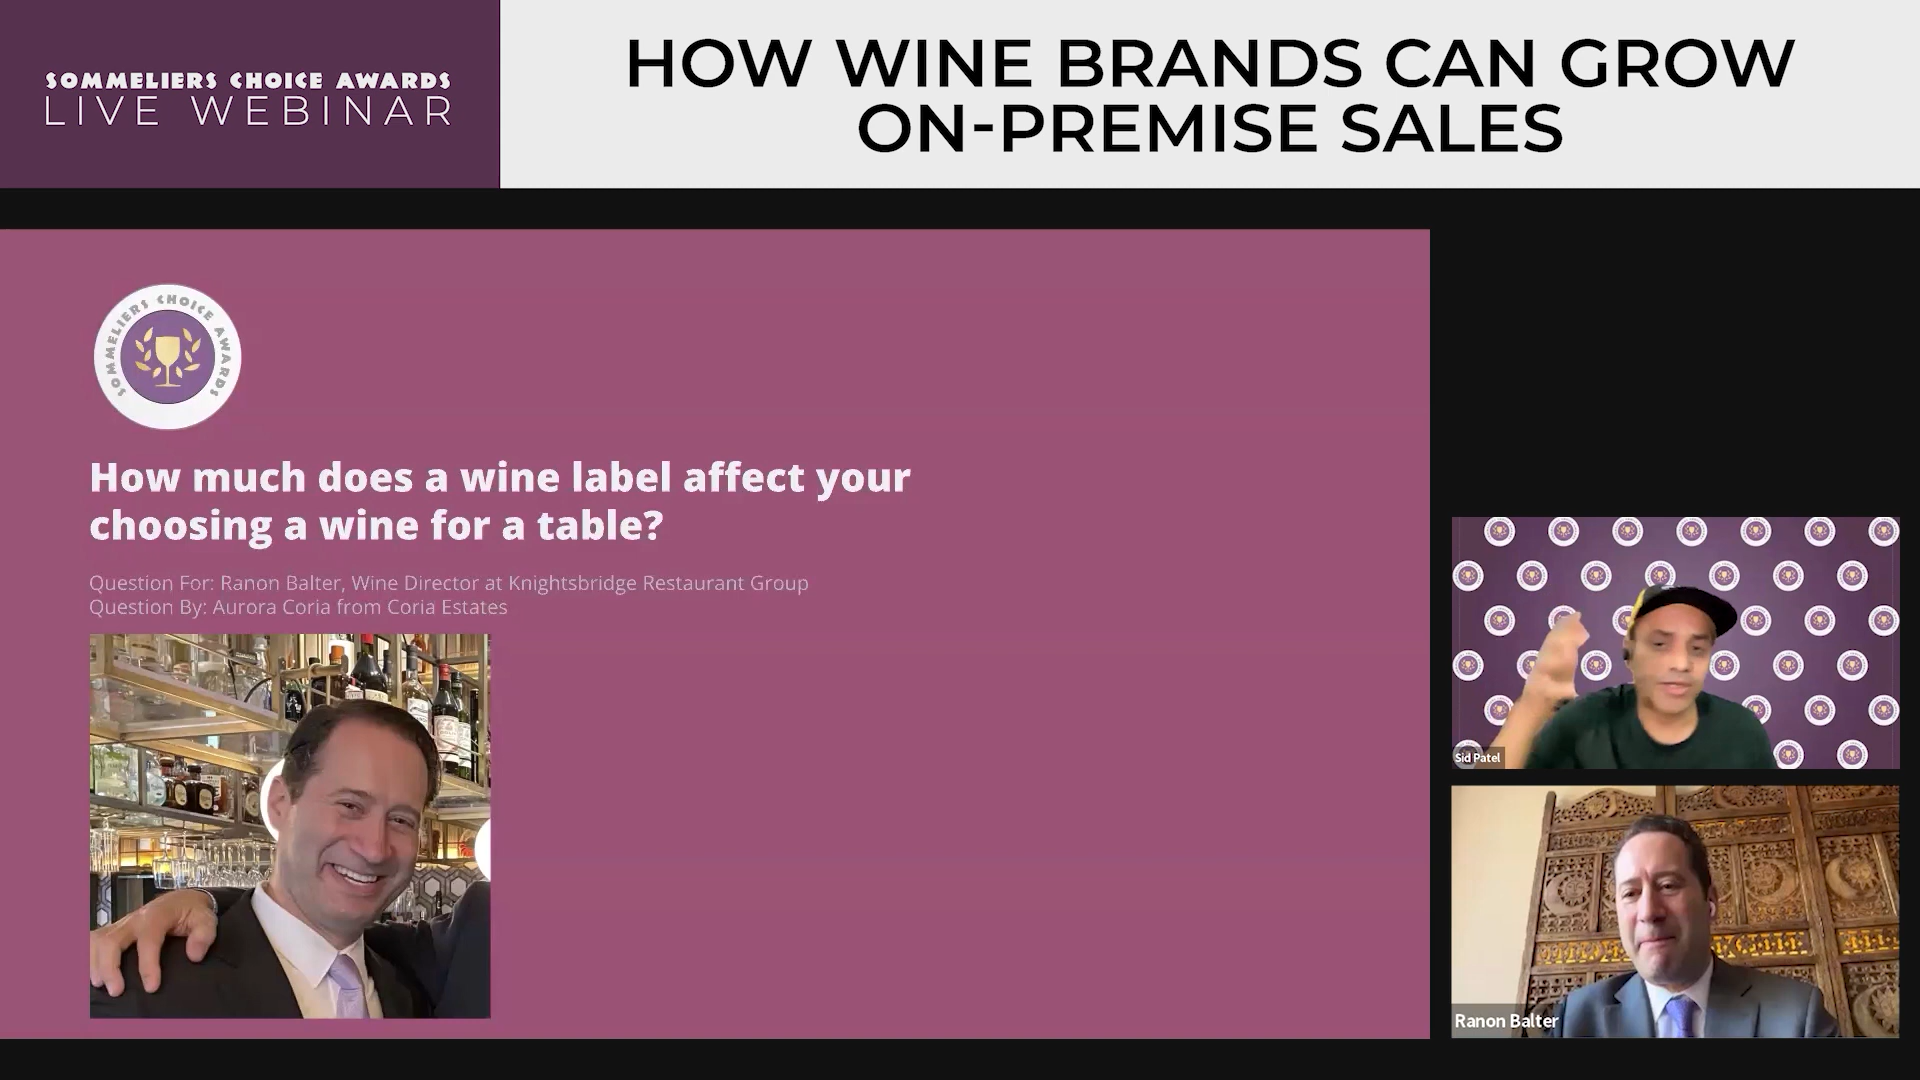 SOMMELIERS CHOICE AWARDS
LIVE WEBINAR
HOW WINE BRANDS CAN GROW
ON-PREMISE SALES
SOMMELIERS CHOICE AWARDS
How much does a wine label affect your
choosing a wine for a table?
Question For: Ranon Balter, Wine Director at Knightsbridge Restaurant Group
Question By: Aurora Coria from Coria Estates
Sid Patel
Ranon Balter